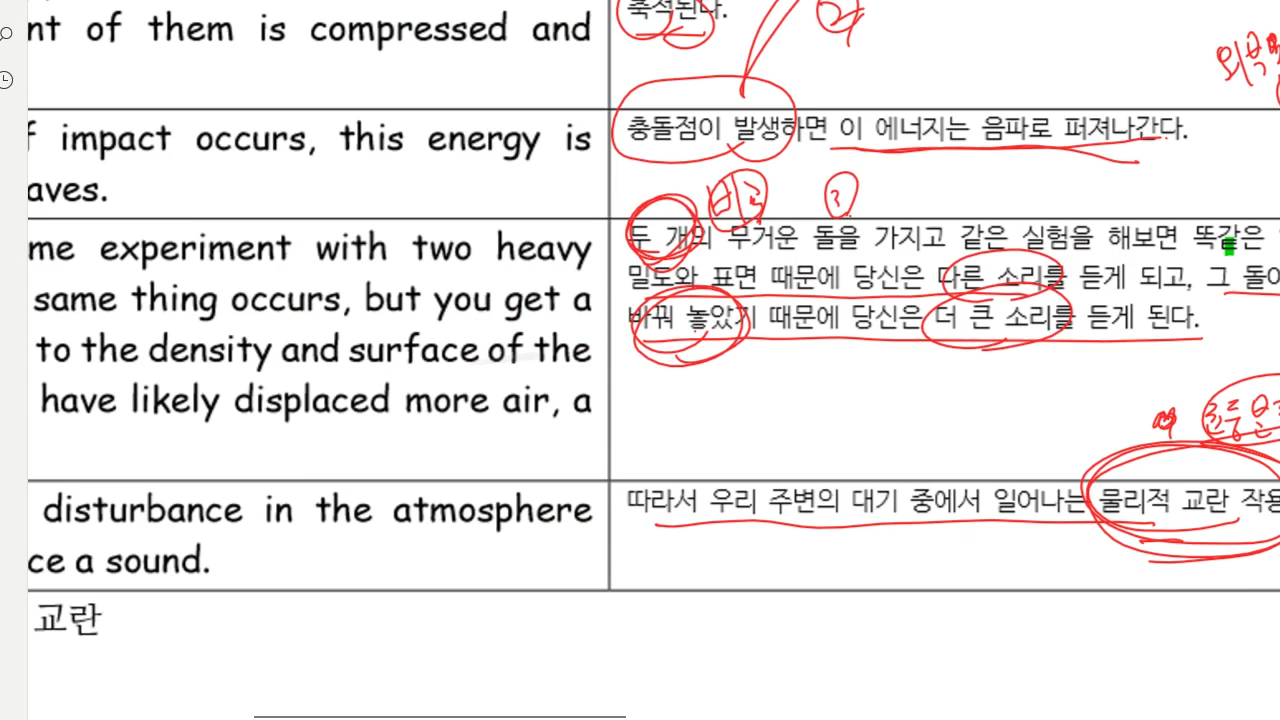 nt of them is compressed and
축적된다.
impact occurs, this energy is
aves.
충돌점이 발생하면 이 에너지는 음파로 퍼져나간다.
me experiment with two heavy
same thing occurs, but you get a
to the density and surface of the
have likely displaced more air, a
두 개의 무거운 돌을 가지고 같은 실험을 해보면 똑같은
밀도와 표면 때문에 당신은 다른 소리를 듣게 되고, 그 돌이
바꿔 놓았기 때문에 당신은 더 큰 소리를 듣게 된다.
disturbance in the atmosphere
ce a sound.
따라서 우리 주변의 대기 중에서 일어나는 물리적 교란 작용
교란